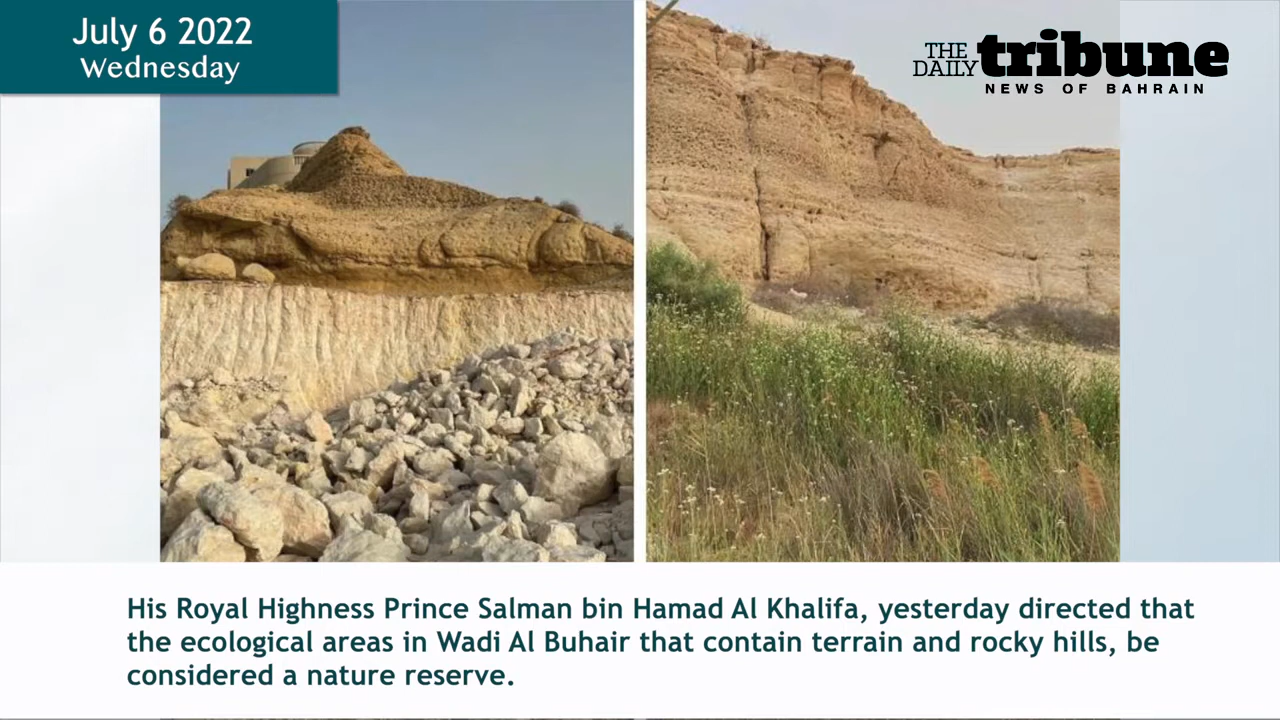 July 6 2022
Wednesday
THE
DAILY tribune
NEWS OF BAHRAIN
His Royal Highness Prince Salman bin Hamad Al Khalifa, yesterday directed that
the ecological areas in Wadi Al Buhair that contain terrain and rocky hills, be
considered a nature reserve.